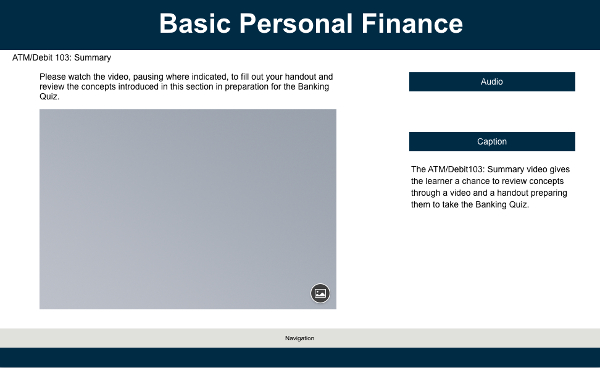 Basic Personal Finance
ATM/Debit 103: Summary
Please watch the video, pausing where indicated, to fill out your handout and
review the concepts introduced in this section in preparation for the Banking
Quiz.
Audio
Caption
The ATM/Debit103: Summary video gives
the learner a chance to review concepts
through a video and a handout preparing
them to take the Banking Quiz.
Navigation